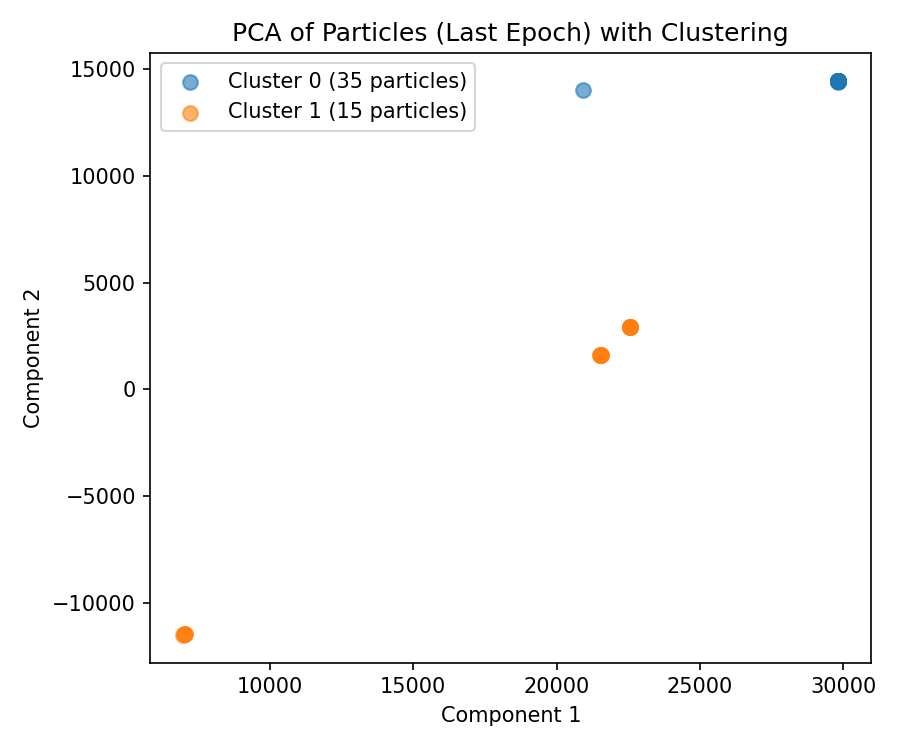 PCA of Particles (Last Epoch) with Clustering
Cluster 0 (35 particles)
Cluster 1 (15 particles)
15000
10000
5000
0
−5000
−10000
Component 2
10000
15000
20000
25000
30000
Component 1